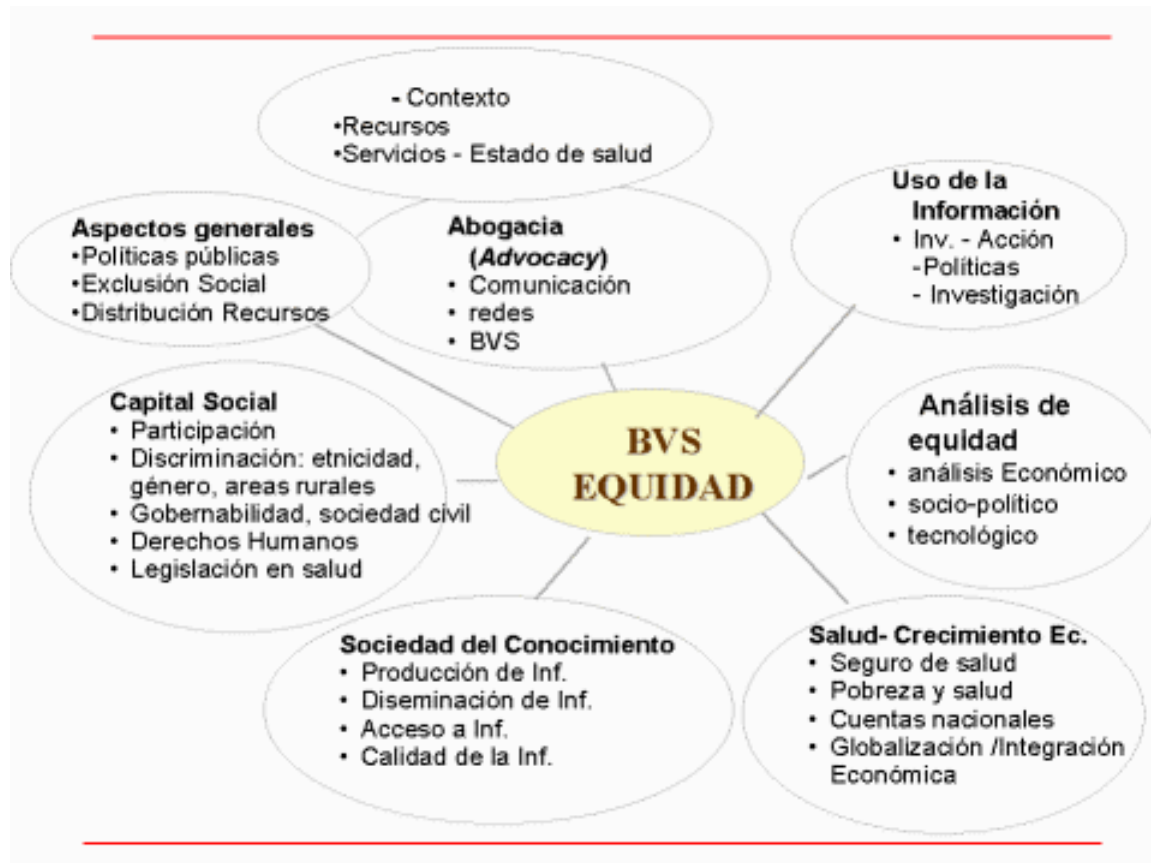 - Contexto
•Recursos
•Servicios - Estado de salud
Aspectos generales
•Políticas públicas
•Exclusión Social
•Distribución Recursos
Abogacia
(Advocacy)
• Comunicación
• redes
• BVS
Uso de la
Información
• Inv. - Acción
-Políticas
- Investigación
Capital Social
• Participación
• Discriminación: etnicidad,
género, areas rurales
• Gobernabilidad, sociedad civil
• Derechos Humanos
• Legislación en salud
BVS
EQUIDAD
Análisis de
equidad
• análisis Económico
• socio-político
• tecnológico
Sociedad del Conocimiento
• Producción de Inf.
• Diseminación de Inf.
• Acceso a Inf.
• Calidad de la Inf.
Salud- Crecimiento Ec.
• Seguro de salud
• Pobreza y salud
• Cuentas nacionales
• Globalización /Integración
Económica